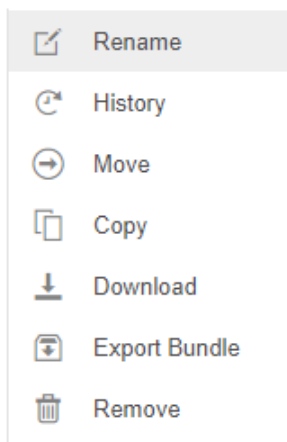 Rename
History
Move
Copy
Download
Export Bundle
Remove